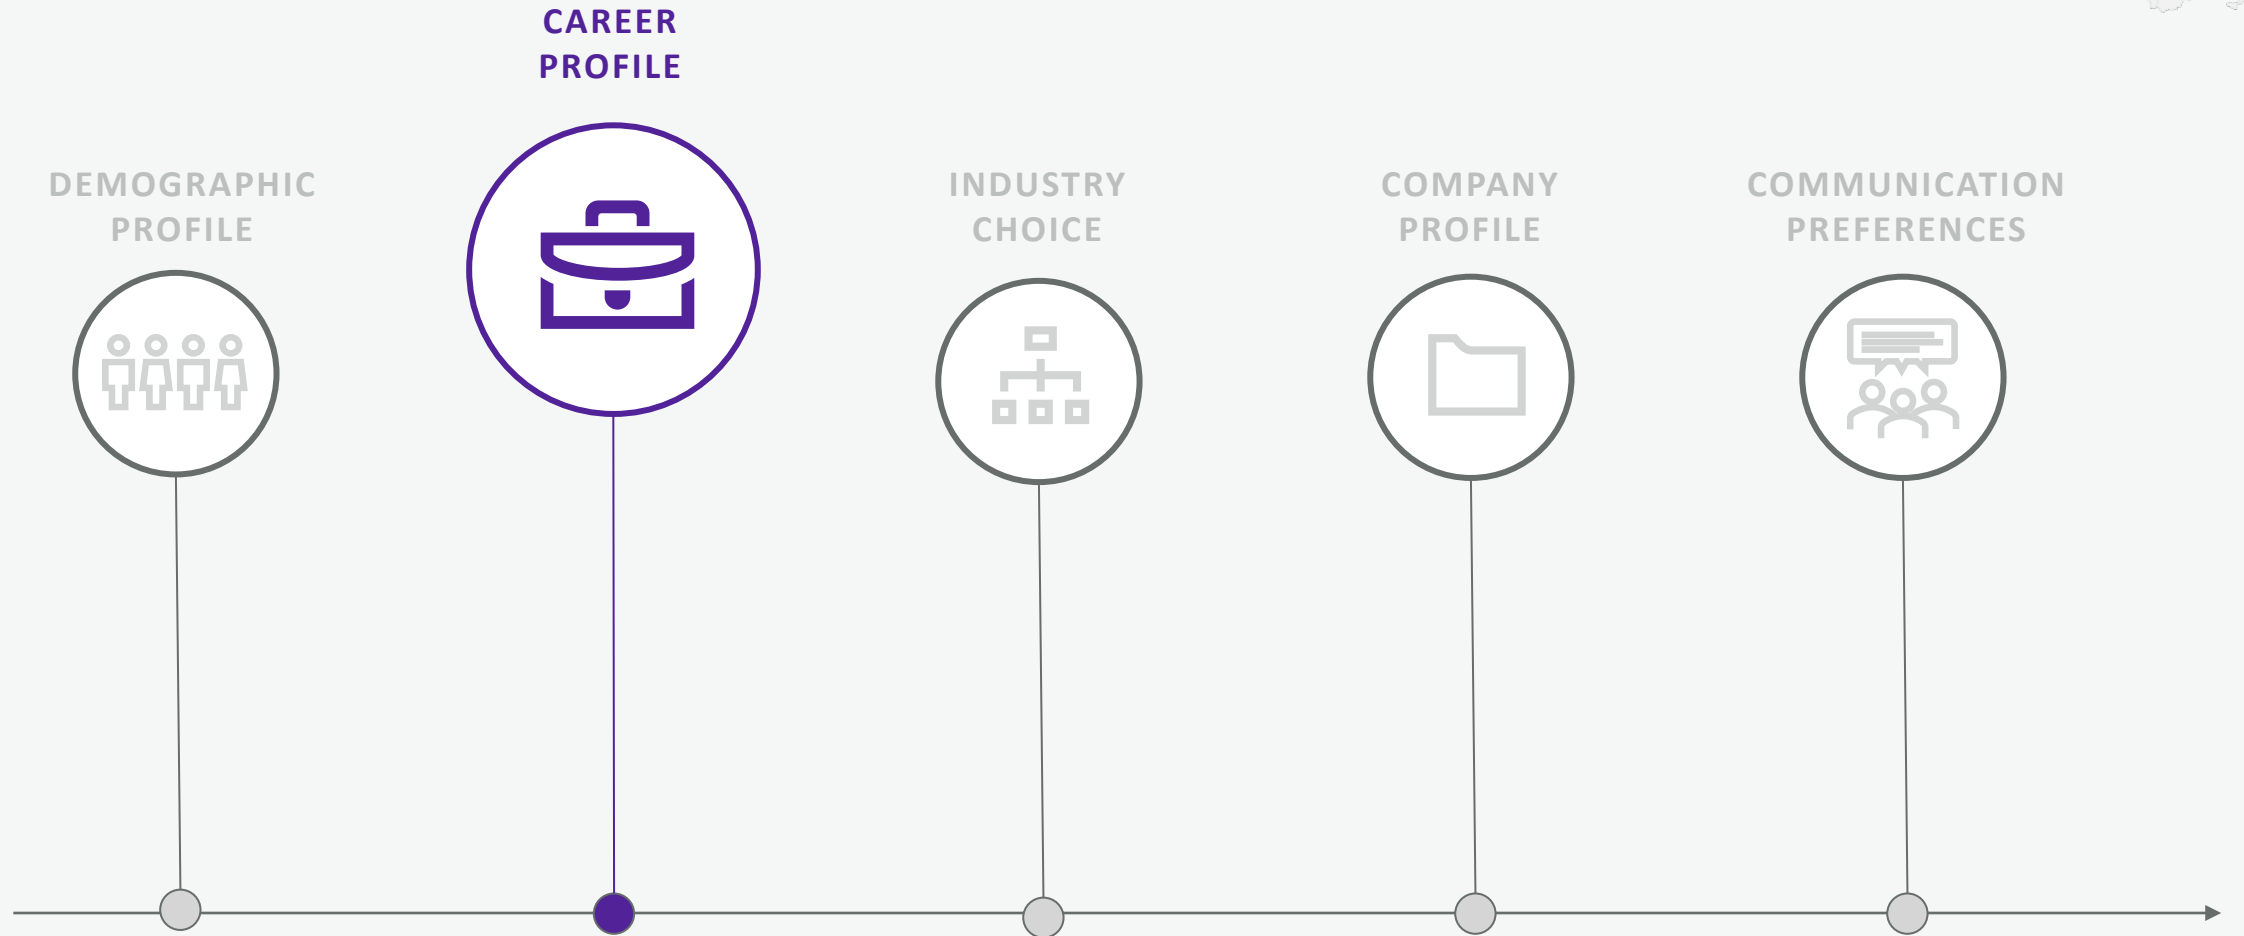 CAREER
PROFILE
DEMOGRAPHIC
PROFILE
INDUSTRY
CHOICE
COMPANY
PROFILE
COMMUNICATION
PREFERENCES